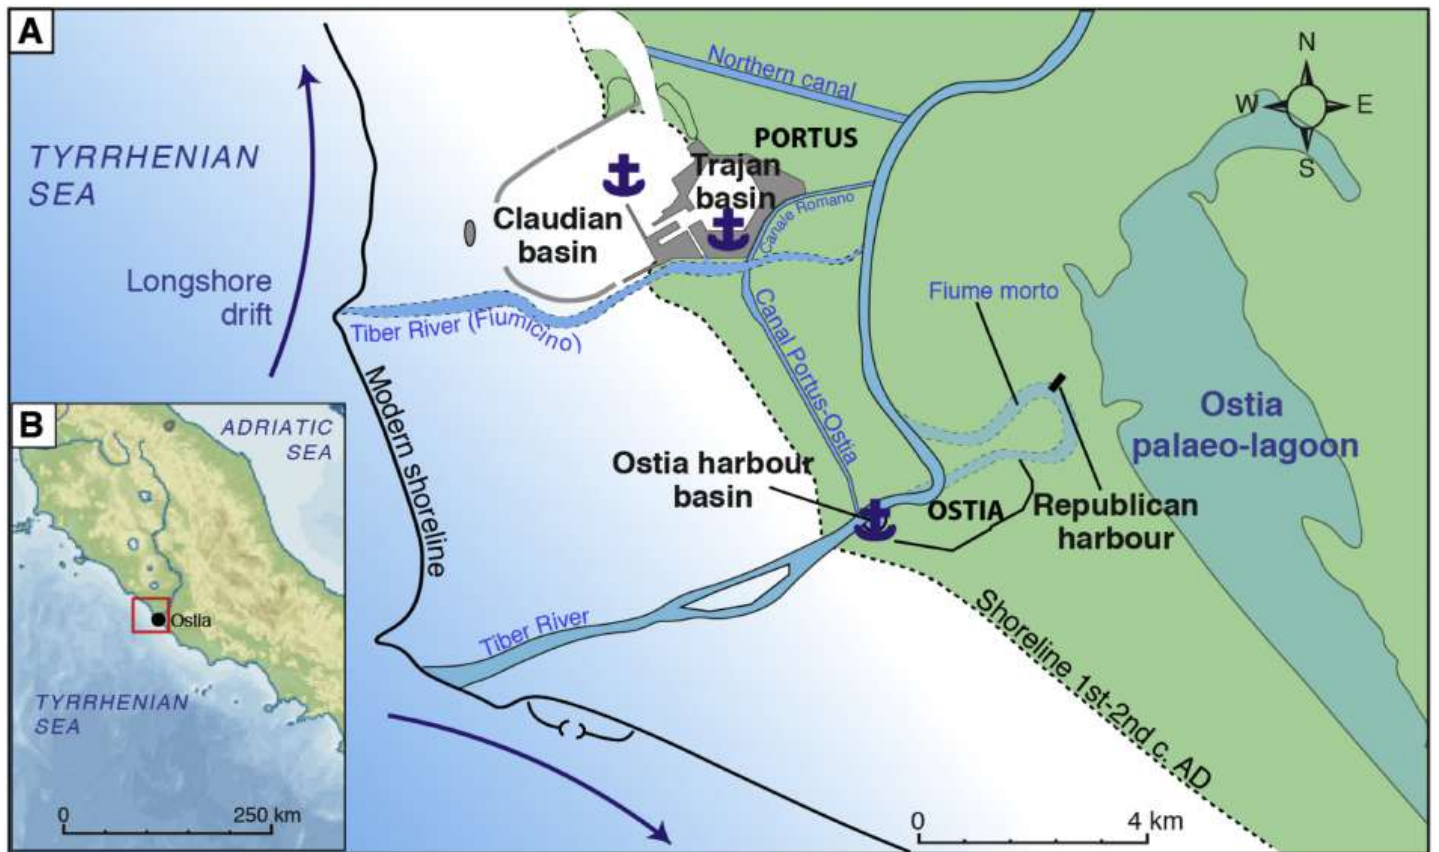 A
N
W
E
S
Northern canal
PORTUS
TYRRHENIAN
SEA
Trajan
basin
Claudian
basin
Canale Romano
Longshore
drift
Fiume morto
Tiber River (Fiumicino)
Canal Portus-Ostia
Modern shoreline
Ostia
palaeo-lagoon
Ostia harbour
basin
OSTIA
Republican
harbour
Tiber River
Shoreline 1st-2nd c. AD
0
4 km
B
ADRIATIC
SEA
Ostia
TYRRHENIAN
SEA
0
250 km